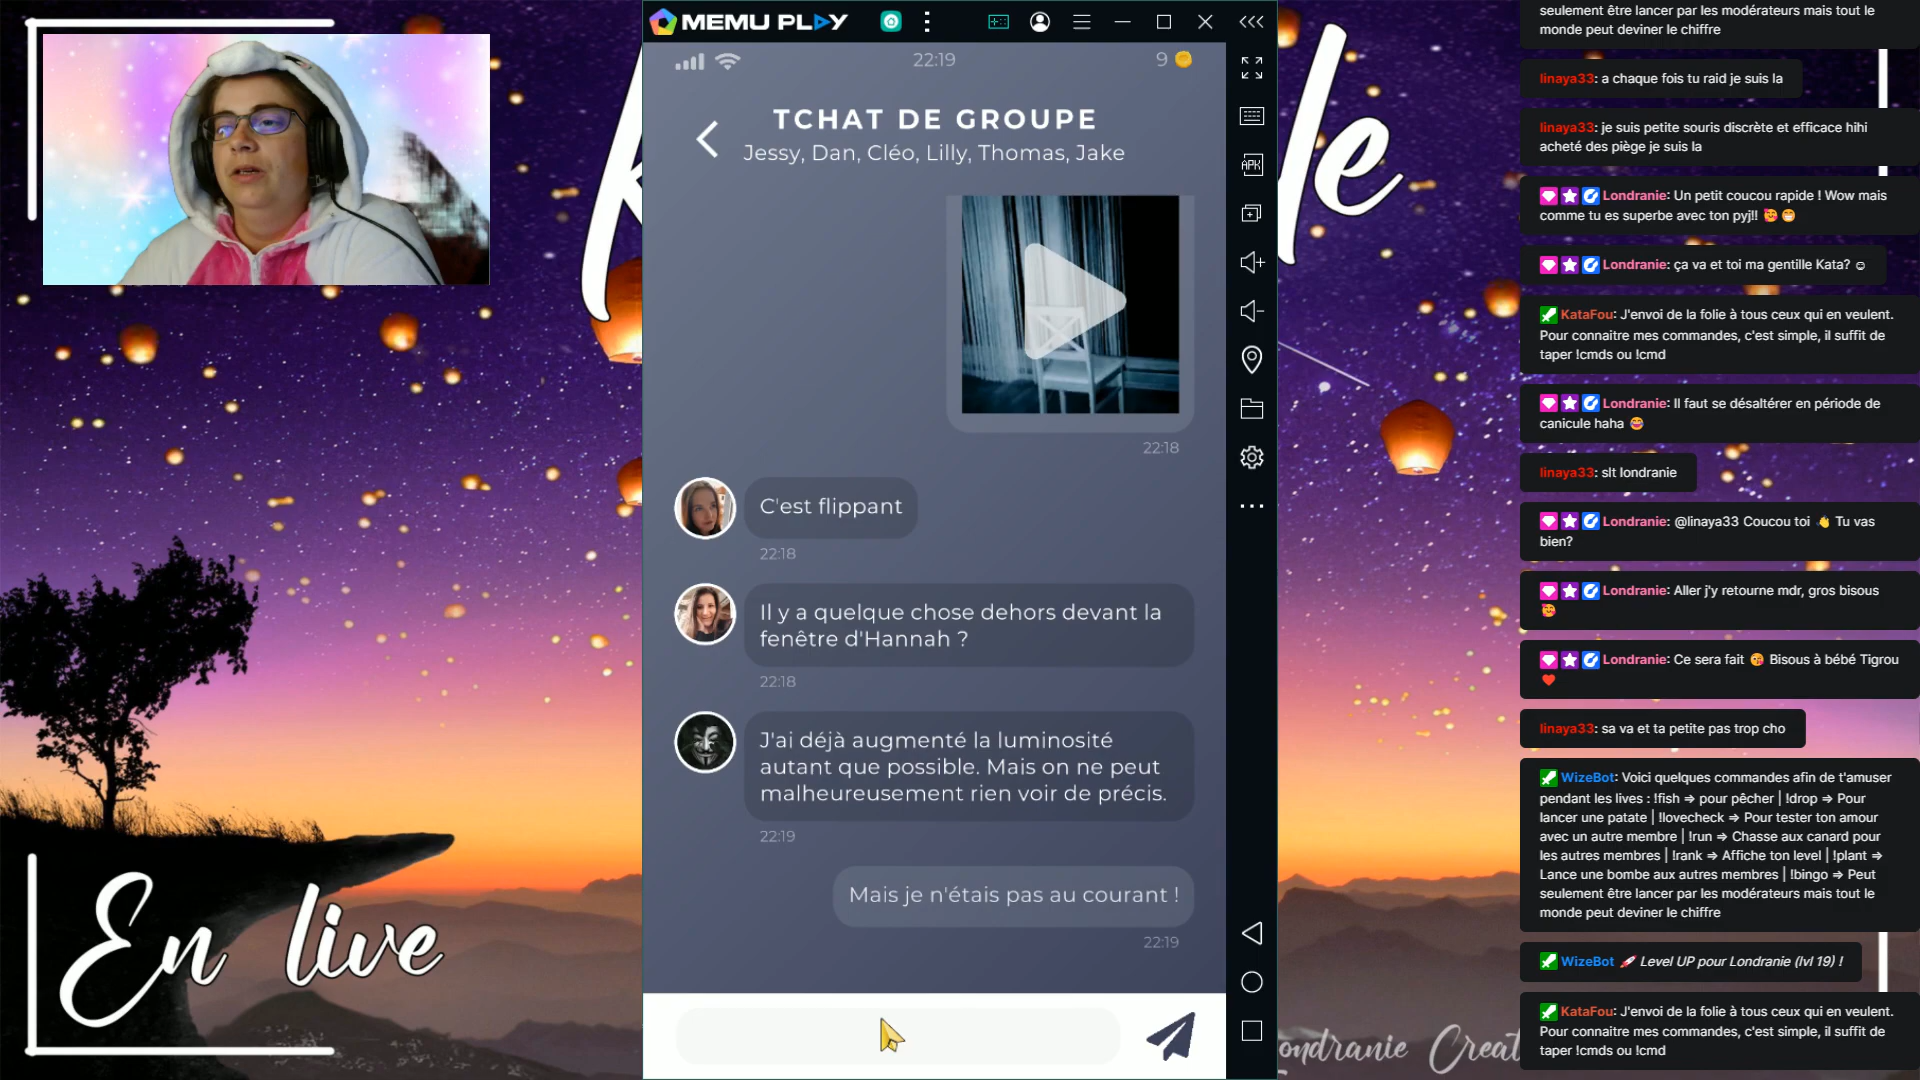 MEMU PLAY
22:19
9
TCHAT DE GROUPE
Jessy, Dan, Cléo, Lilly, Thomas, Jake
22:18
C'est flippant
22:18
Il y a quelque chose dehors devant la
fenêtre d'Hannah ?
22:18
J'ai déjà augmenté la luminosité
autant que possible. Mais on ne peut
malheureusement rien voir de précis.
22:19
Mais je n'étais pas au courant !
22:19
APK
En live
seulement être lancer par les modérateurs mais tout le
monde peut deviner le chiffre
linaya33: a chaque fois tu raid je suis la
linaya33: je suis petite souris discrète et efficace hihi
acheté des piège je suis la
Londranie: Un petit coucou rapide ! Wow mais
comme tu es superbe avec ton pyj!!
Londranie: ça va et toi ma gentille Kata?
KataFou: J'envoi de la folie à tous ceux qui en veulent.
Pour connaitre mes commandes, c'est simple, il suffit de
taper !cmds ou !cmd
Londranie: Il faut se désaltérer en période de
canicule haha
linaya33: slt londranie
Londranie: @linaya33 Coucou toi 👋 Tu vas
bien?
Londranie: Aller j'y retourne mdr, gros bisous
Londranie: Ce sera fait 😘 Bisous à bébé Tigrou
linaya33: sa va et ta petite pas trop cho
WizeBot: Voici quelques commandes afin de t'amuser
pendant les lives : !fish => pour pêcher | !drop => Pour
lancer une patate | !lovecheck => Pour tester ton amour
avec un autre membre | !run => Chasse aux canard pour
les autres membres | !rank => Affiche ton level | !plant =>
Lance une bombe aux autres membres | !bingo => Peut
seulement être lancer par les modérateurs mais tout le
monde peut deviner le chiffre
WizeBot 🚀 Level UP pour Londranie (lvl 19) !
KataFou: J'envoi de la folie à tous ceux qui en veulent.
Pour connaitre mes commandes, c'est simple, il suffit de
taper !cmds ou !cmd